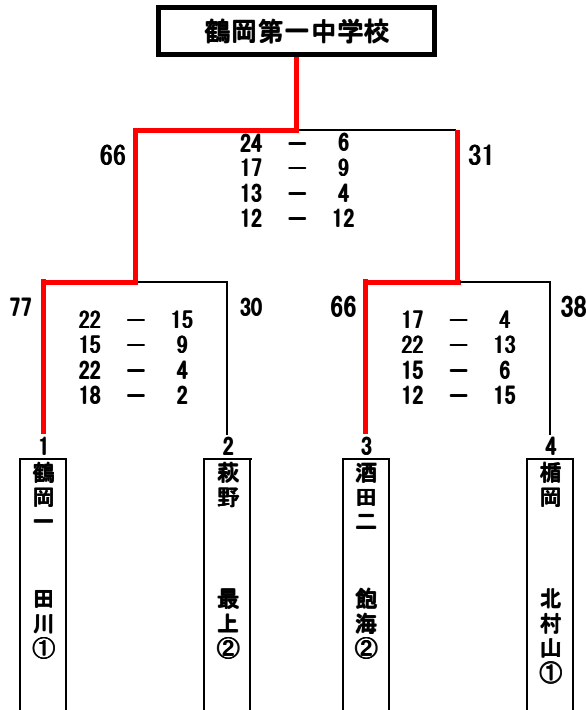 鶴岡第一中学校
66
31
24 － 6
17 － 9
13 － 4
12 － 12
77
30
66
38
22 － 15
15 － 9
22 － 4
18 － 2
17 － 4
22 － 13
15 － 6
12 － 15
1
2
3
4
鶴岡一 田川①
萩野 最上②
酒田二 飽海②
楯岡 北村山①